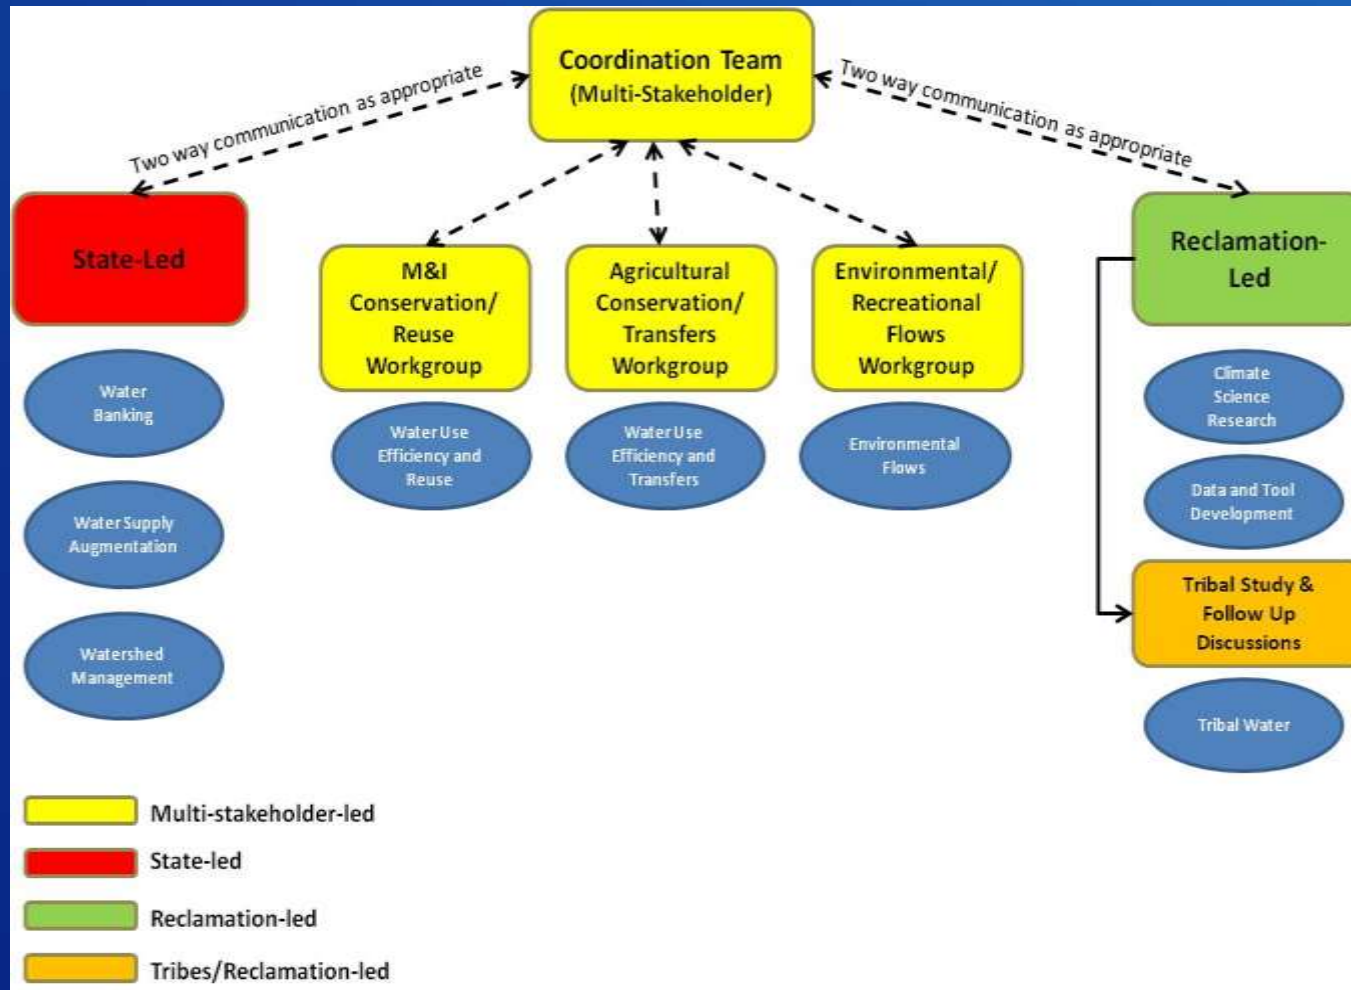 Coordination Team
(Multi-Stakeholder)
Two way communication as appropriate
Two way communication as appropriate
State-Led
M&I
Conservation/
Reuse
Workgroup
Agricultural
Conservation/
Transfers
Workgroup
Environmental/
Recreational
Flows
Workgroup
Reclamation-
Led
Water
Banking
Water Supply
Augmentation
Watershed
Management
Water Use
Efficiency and
Reuse
Water Use
Efficiency and
Transfers
Environmental
Flows
Climate
Science
Research
Data and Tool
Development
Tribal Study &
Follow Up
Discussions
Tribal Water
Multi-stakeholder-led
State-led
Reclamation-led
Tribes/Reclamation-led